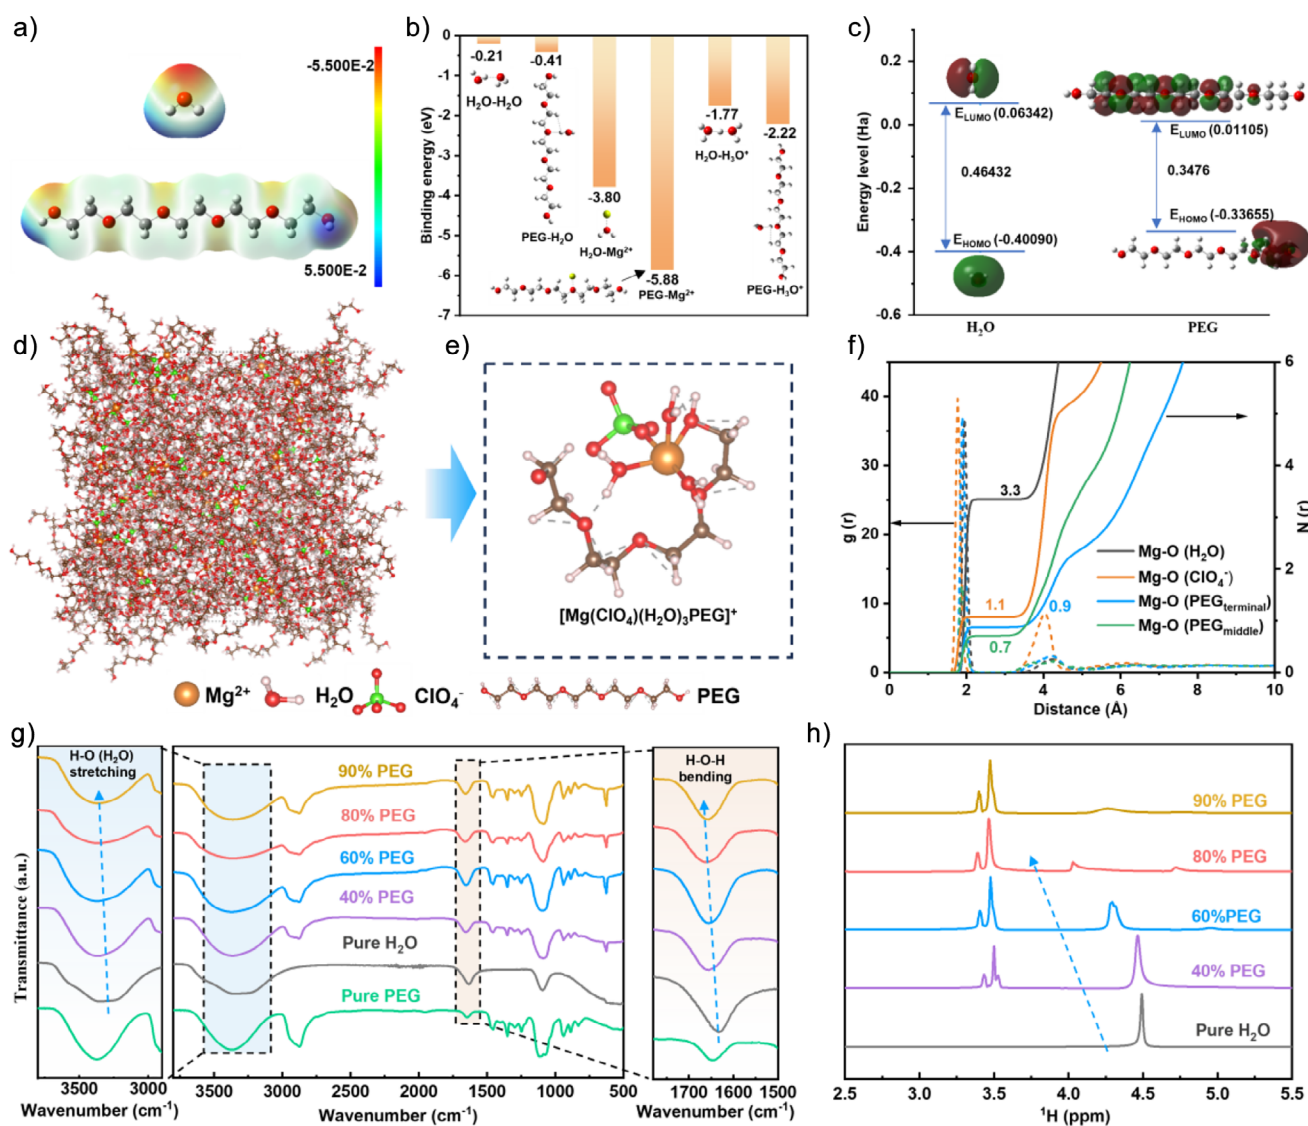 a)
-5.500E-2
5.500E-2
b)
Binding energy (eV)
0
-1
-2
-3
-4
-5
-6
-7
-0.21
H₂O-H₂O
-0.41
PEG-H₂O
-3.80
H₂O-Mg²⁺
-5.88
PEG-Mg²⁺
-1.77
H₂O-H₃O⁺
-2.22
PEG-H₃O⁺
c)
Energy level (Ha)
0.2
0.0
-0.2
-0.4
-0.6
E_LUMO (0.06342)
0.46432
E_HOMO (-0.40090)
H₂O
E_LUMO (0.01105)
0.3476
E_HOMO (-0.33655)
PEG
d)
e)
[Mg(ClO₄)(H₂O)₃PEG]⁺
Mg²⁺
H₂O
ClO₄⁻
PEG
f)
g (r)
40
30
20
10
0
N (r)
6
4
2
0
3.3
1.1
0.9
0.7
Mg-O (H₂O)
Mg-O (ClO₄⁻)
Mg-O (PEG_terminal)
Mg-O (PEG_middle)
0 2 4 6 8 10
Distance (Å)
g)
Transmittance (a.u.)
H-O (H₂O)
stretching
3500 3000
Wavenumber (cm⁻¹)
90% PEG
80% PEG
60% PEG
40% PEG
Pure H₂O
Pure PEG
3500 3000 2500 2000 1500 1000 500
Wavenumber (cm⁻¹)
H-O-H
bending
1700 1600 1500
Wavenumber (cm⁻¹)
h)
90% PEG
80% PEG
60%PEG
40% PEG
Pure H₂O
2.5 3.0 3.5 4.0 4.5 5.0 5.5
¹H (ppm)